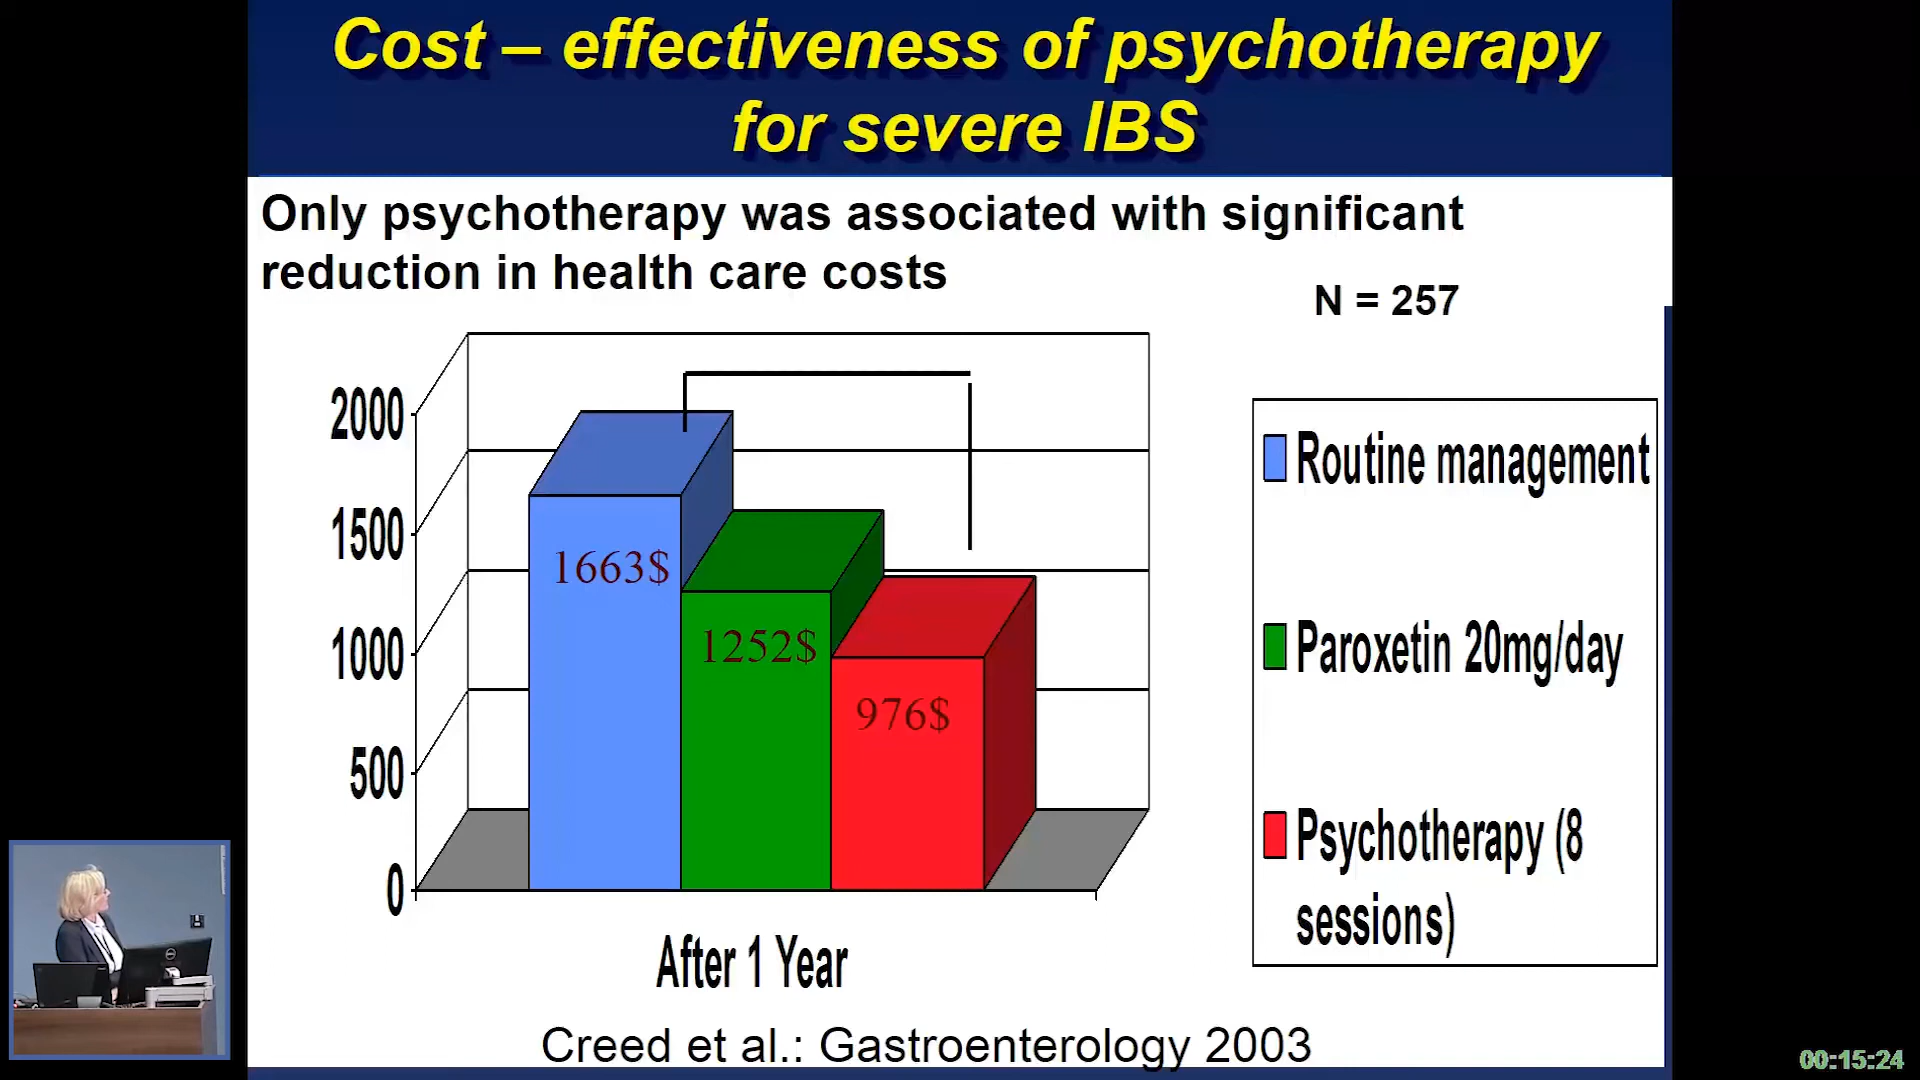 Cost – effectiveness of psychotherapy
for severe IBS
Only psychotherapy was associated with significant
reduction in health care costs
N = 257
2000
1500
1000
500
0
1663$
1252$
976$
After 1 Year
Routine management
Paroxetin 20mg/day
Psychotherapy (8
sessions)
Creed et al.: Gastroenterology 2003
00:15:24